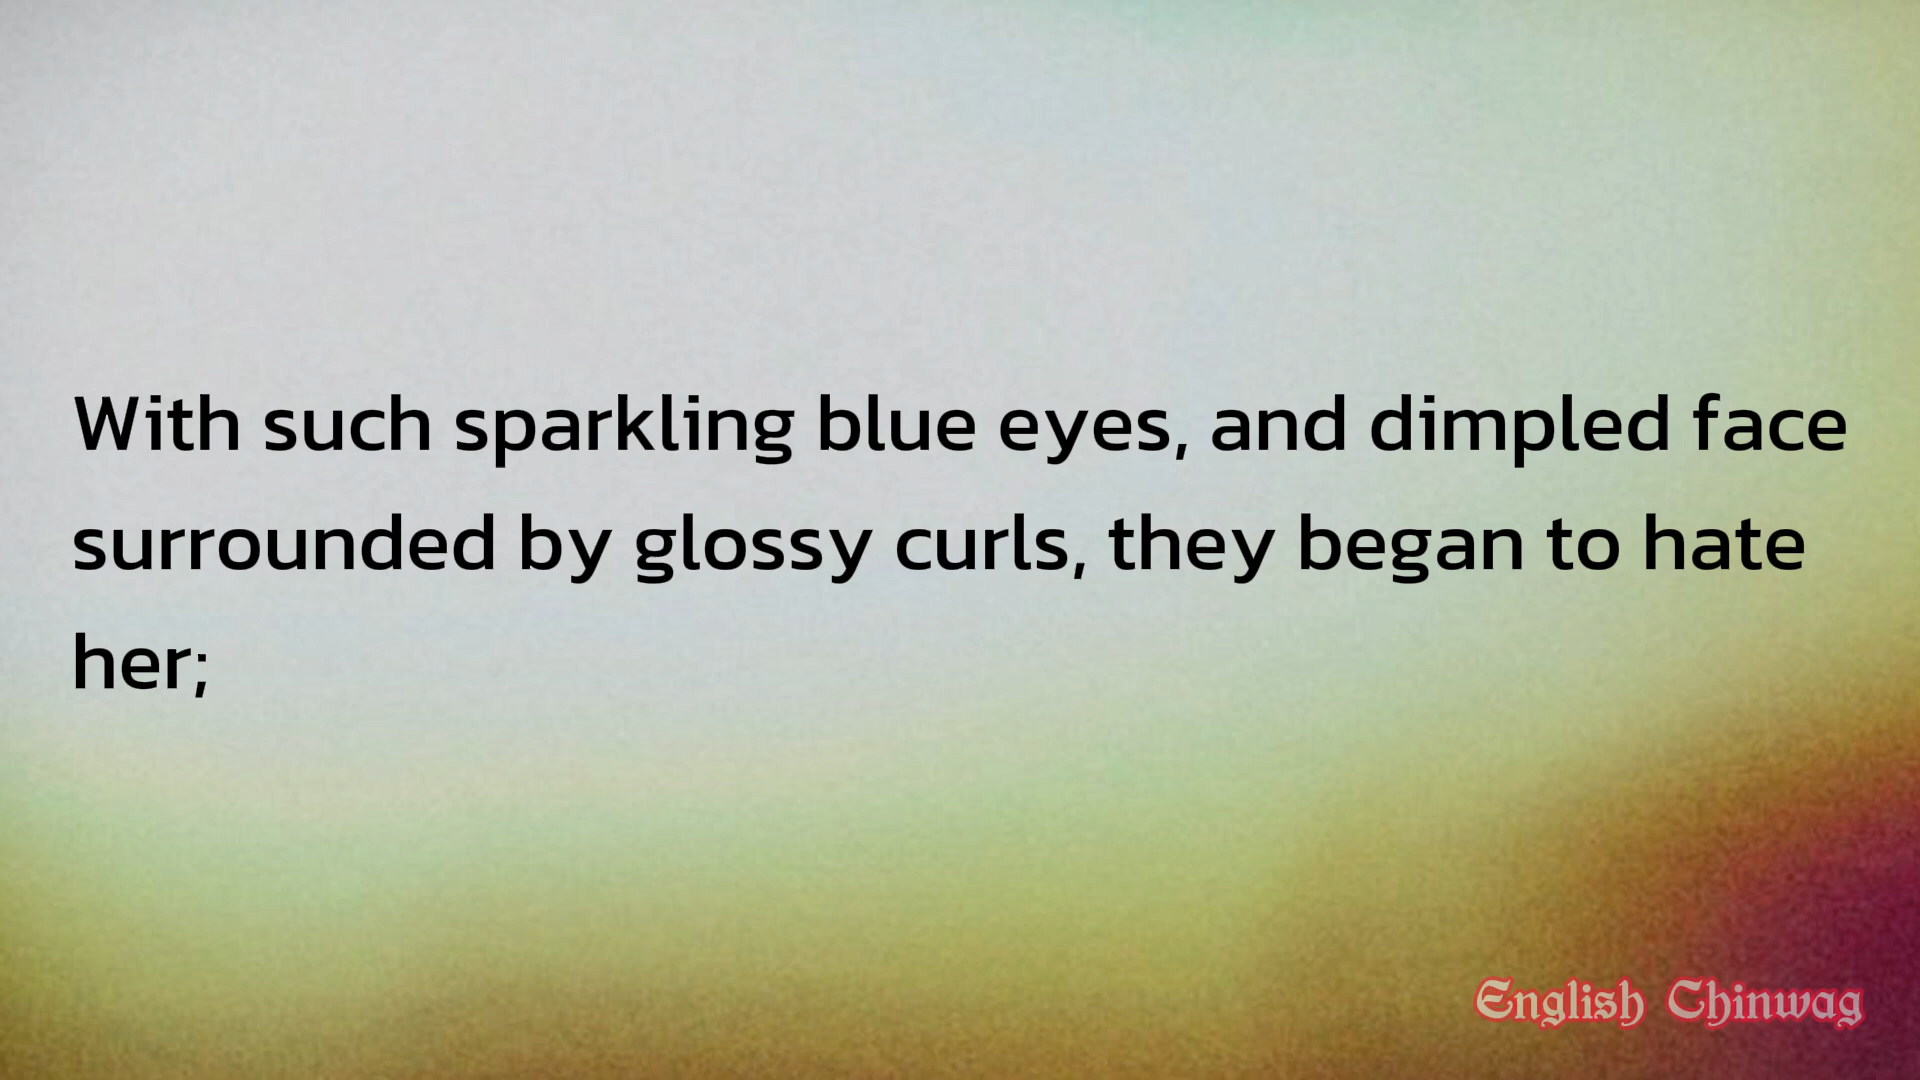 With such sparkling blue eyes, and dimpled face
surrounded by glossy curls, they began to hate
her;
English Chinwag